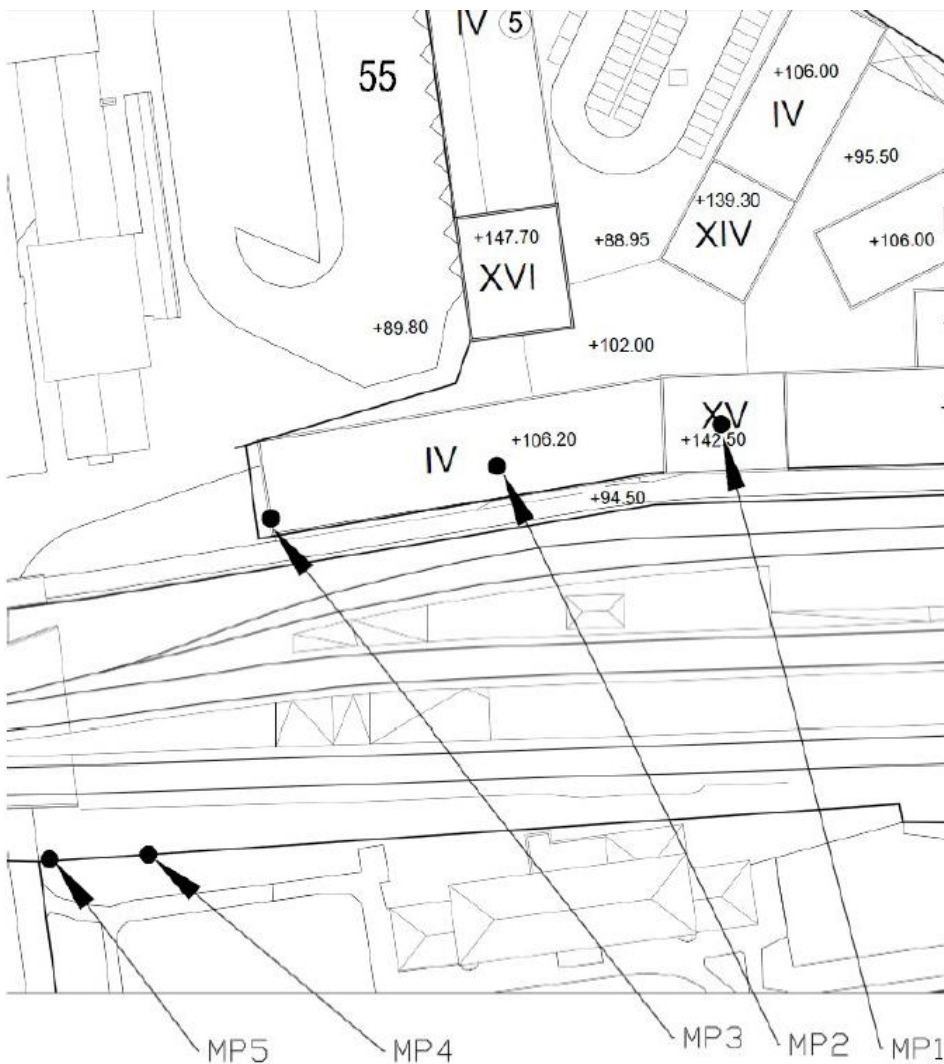 IV 5
55
+106.00
IV
+95.50
+139.30
XIV
+147.70
+88.95
+106.00
XVI
+89.80
+102.00
XV
IV
+106.20
+142.50
+94.50
MP5
MP4
MP3
MP2
MP1